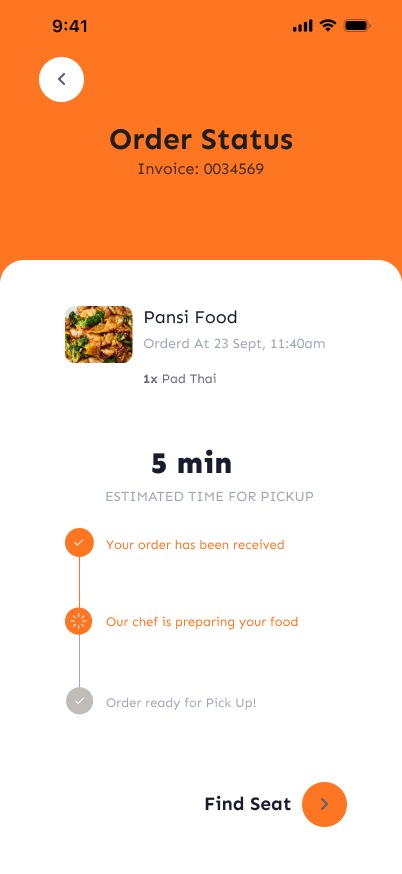 9:41
Order Status
Invoice: 0034569
Pansi Food
Orderd At 23 Sept, 11:40am
1x Pad Thai
5 min
ESTIMATED TIME FOR PICKUP
Your order has been received
Our chef is preparing your food
Order ready for Pick Up!
Find Seat